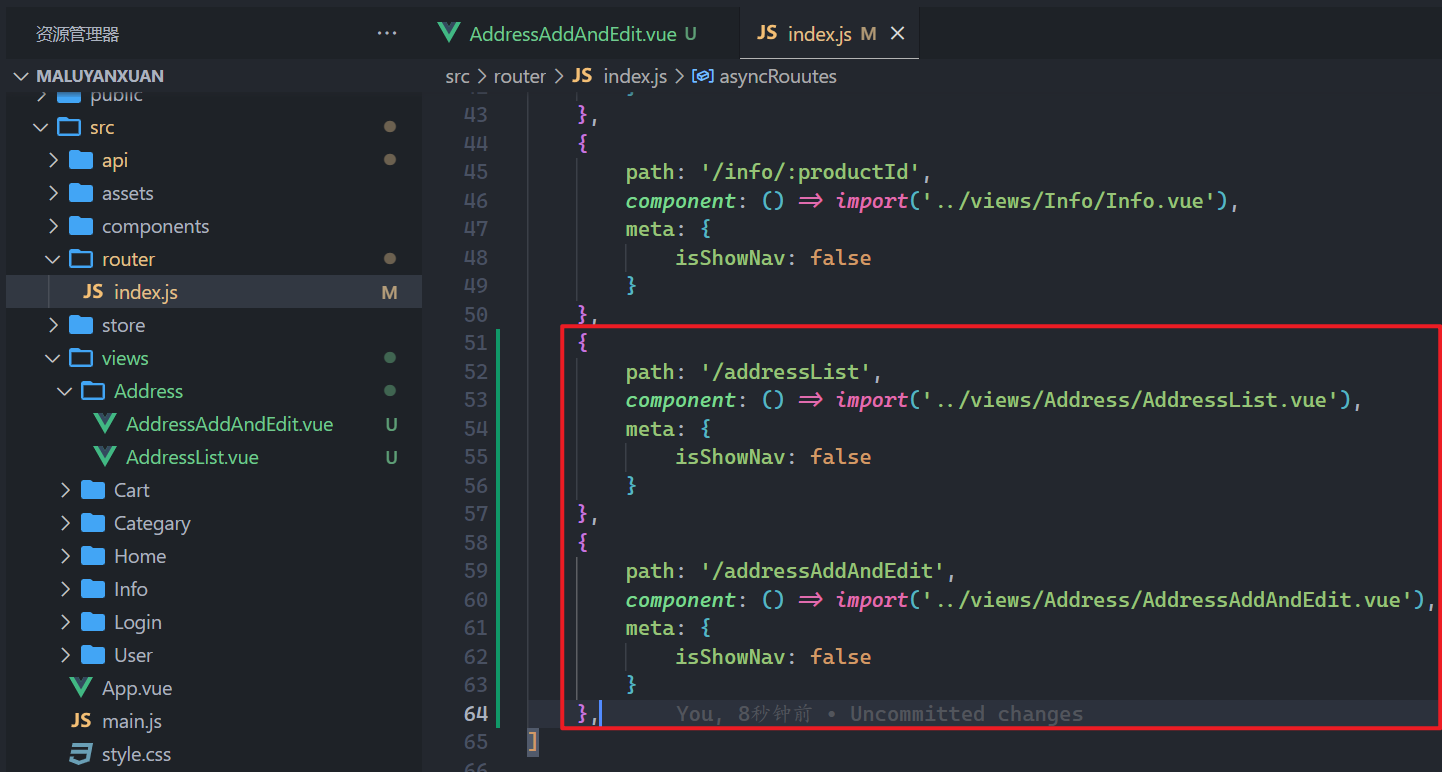 资源管理器 ···
MALUYANXUAN
public
src
api
assets
components
router
JS index.js M
store
views
Address
AddressAddAndEdit.vue U
AddressList.vue U
Cart
Categary
Home
Info
Login
User
App.vue
JS main.js
style.css
AddressAddAndEdit.vue U
JS index.js M
src > router > JS index.js > asyncRouutes
43 },
44 {
45 path: '/info/:productId',
46 component: () => import('../views/Info/Info.vue'),
47 meta: {
48 isShowNav: false
49 }
50 },
51 {
52 path: '/addressList',
53 component: () => import('../views/Address/AddressList.vue'),
54 meta: {
55 isShowNav: false
56 }
57 },
58 {
59 path: '/addressAddAndEdit',
60 component: () => import('../views/Address/AddressAddAndEdit.vue'),
61 meta: {
62 isShowNav: false
63 }
64 }, You, 8秒钟前 • Uncommitted changes
65 ]